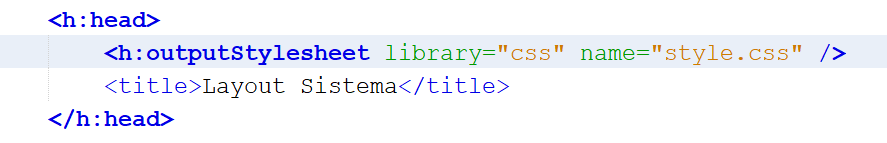 <h:head>
<h:outputStylesheet library="css" name="style.css" />
<title>Layout Sistema</title>
</h:head>